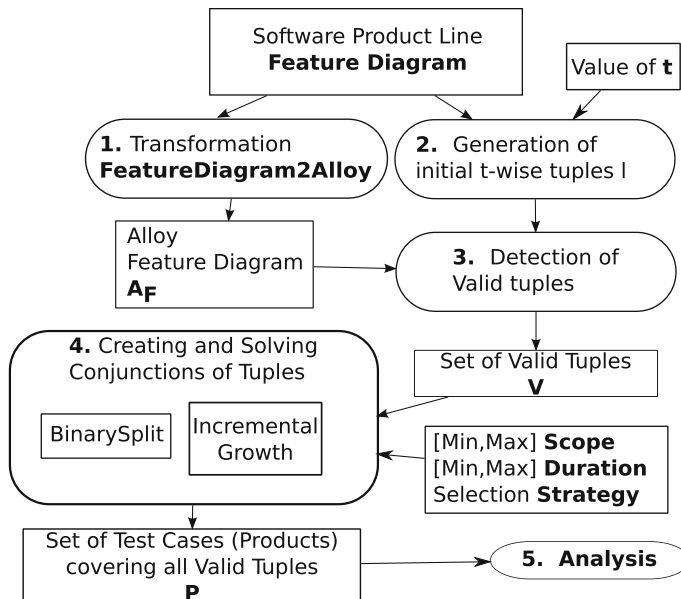 Software Product Line
Feature Diagram
Value of t
1. Transformation
FeatureDiagram2Alloy
2. Generation of
initial t-wise tuples I
Alloy
Feature Diagram
AF
3. Detection of
Valid tuples
4. Creating and Solving
Conjunctions of Tuples
BinarySplit
Incremental
Growth
Set of Valid Tuples
V
[Min,Max] Scope
[Min,Max] Duration
Selection Strategy
Set of Test Cases (Products)
covering all Valid Tuples
P
5. Analysis